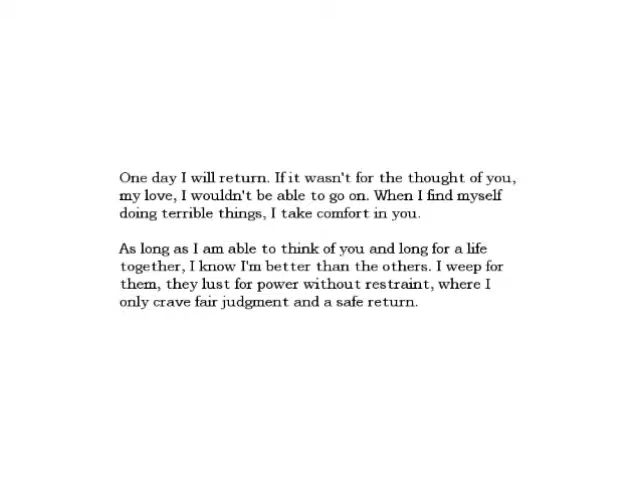 One day I will return. If it wasn't for the thought of you,
my love, I wouldn't be able to go on. When I find myself
doing terrible things, I take comfort in you.
As long as I am able to think of you and long for a life
together, I know I'm better than the others. I weep for
them, they lust for power without restraint, where I
only crave fair judgment and a safe return.